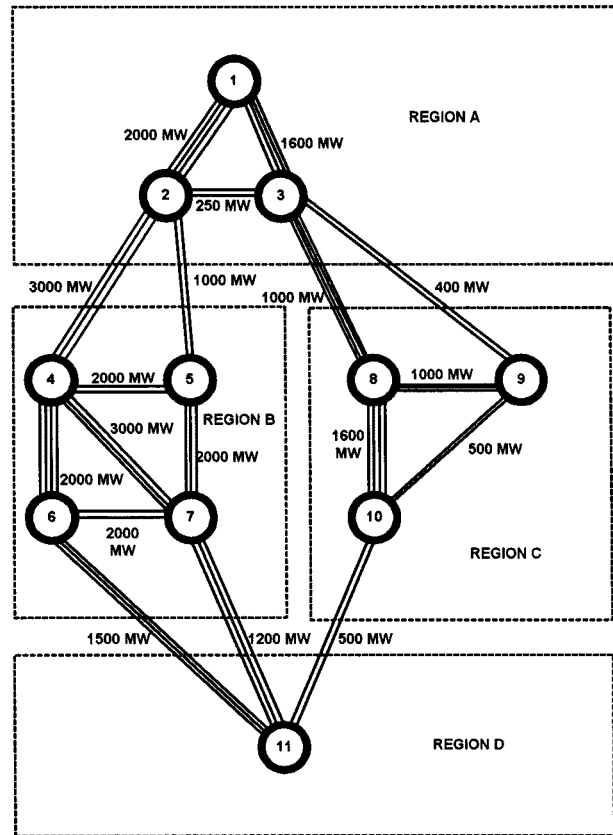 1
REGION A
2000 MW
1600 MW
2
3
250 MW
3000 MW
1000 MW
1000 MW
400 MW
4
2000 MW
5
8
1000 MW
9
3000 MW
REGION B
1600
MW
500 MW
2000 MW
2000 MW
6
7
10
2000
MW
REGION C
1500 MW
1200 MW
500 MW
11
REGION D